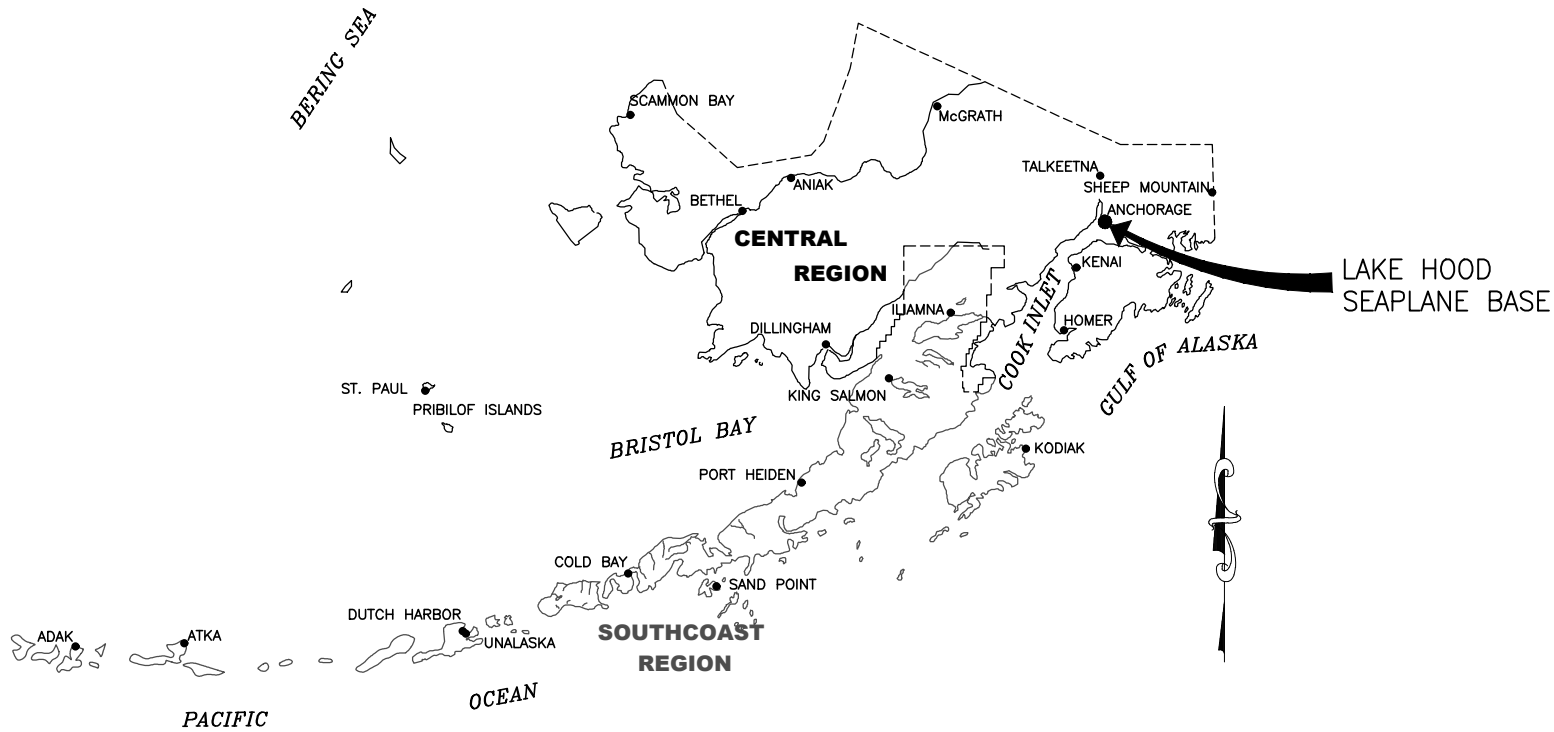 BERING SEA
SCAMMON BAY
McGRATH
TALKEETNA
SHEEP MOUNTAIN
ANIAK
BETHEL
ANCHORAGE
CENTRAL
REGION
KENAI
LAKE HOOD
SEAPLANE BASE
ILIAMNA
COOK INLET
HOMER
DILLINGHAM
GULF OF ALASKA
ST. PAUL
PRIBILOF ISLANDS
KING SALMON
BRISTOL BAY
KODIAK
PORT HEIDEN
COLD BAY
SAND POINT
DUTCH HARBOR
UNALASKA
ADAK
ATKA
SOUTHCOAST
REGION
PACIFIC
OCEAN